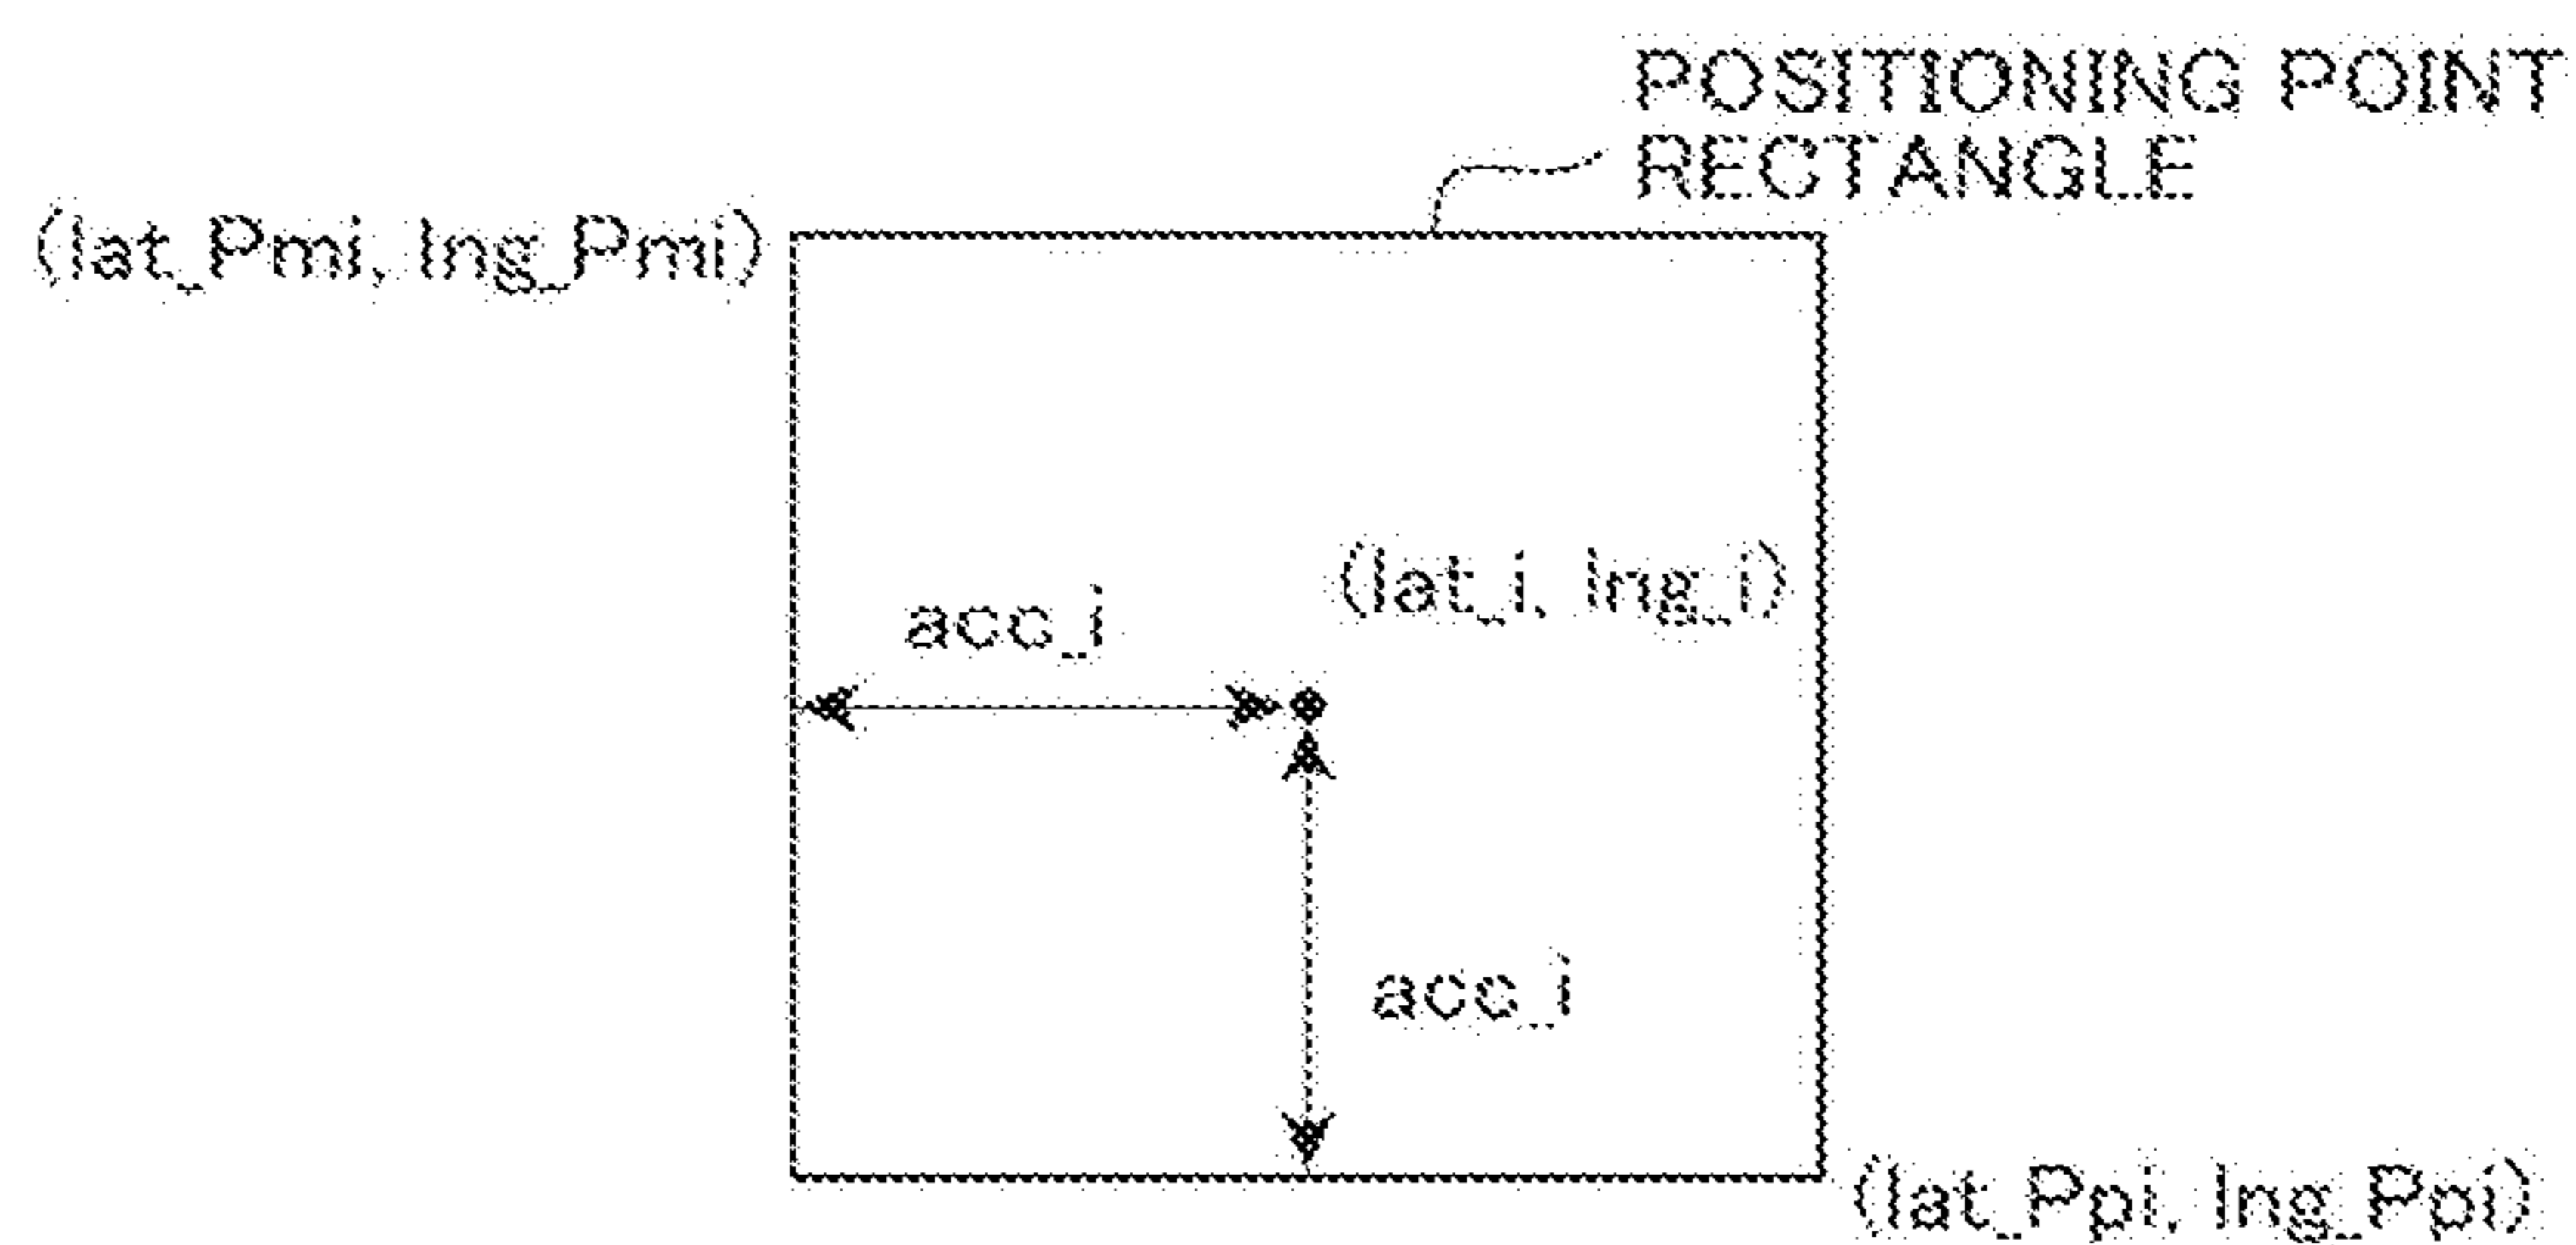 POSITIONING POINT
RECTANGLE
(lat_Pmi, lng_Pmi)
(lat_i, lng_i)
acc_i
acc_i
(lat_Ppi, lng_Ppi)